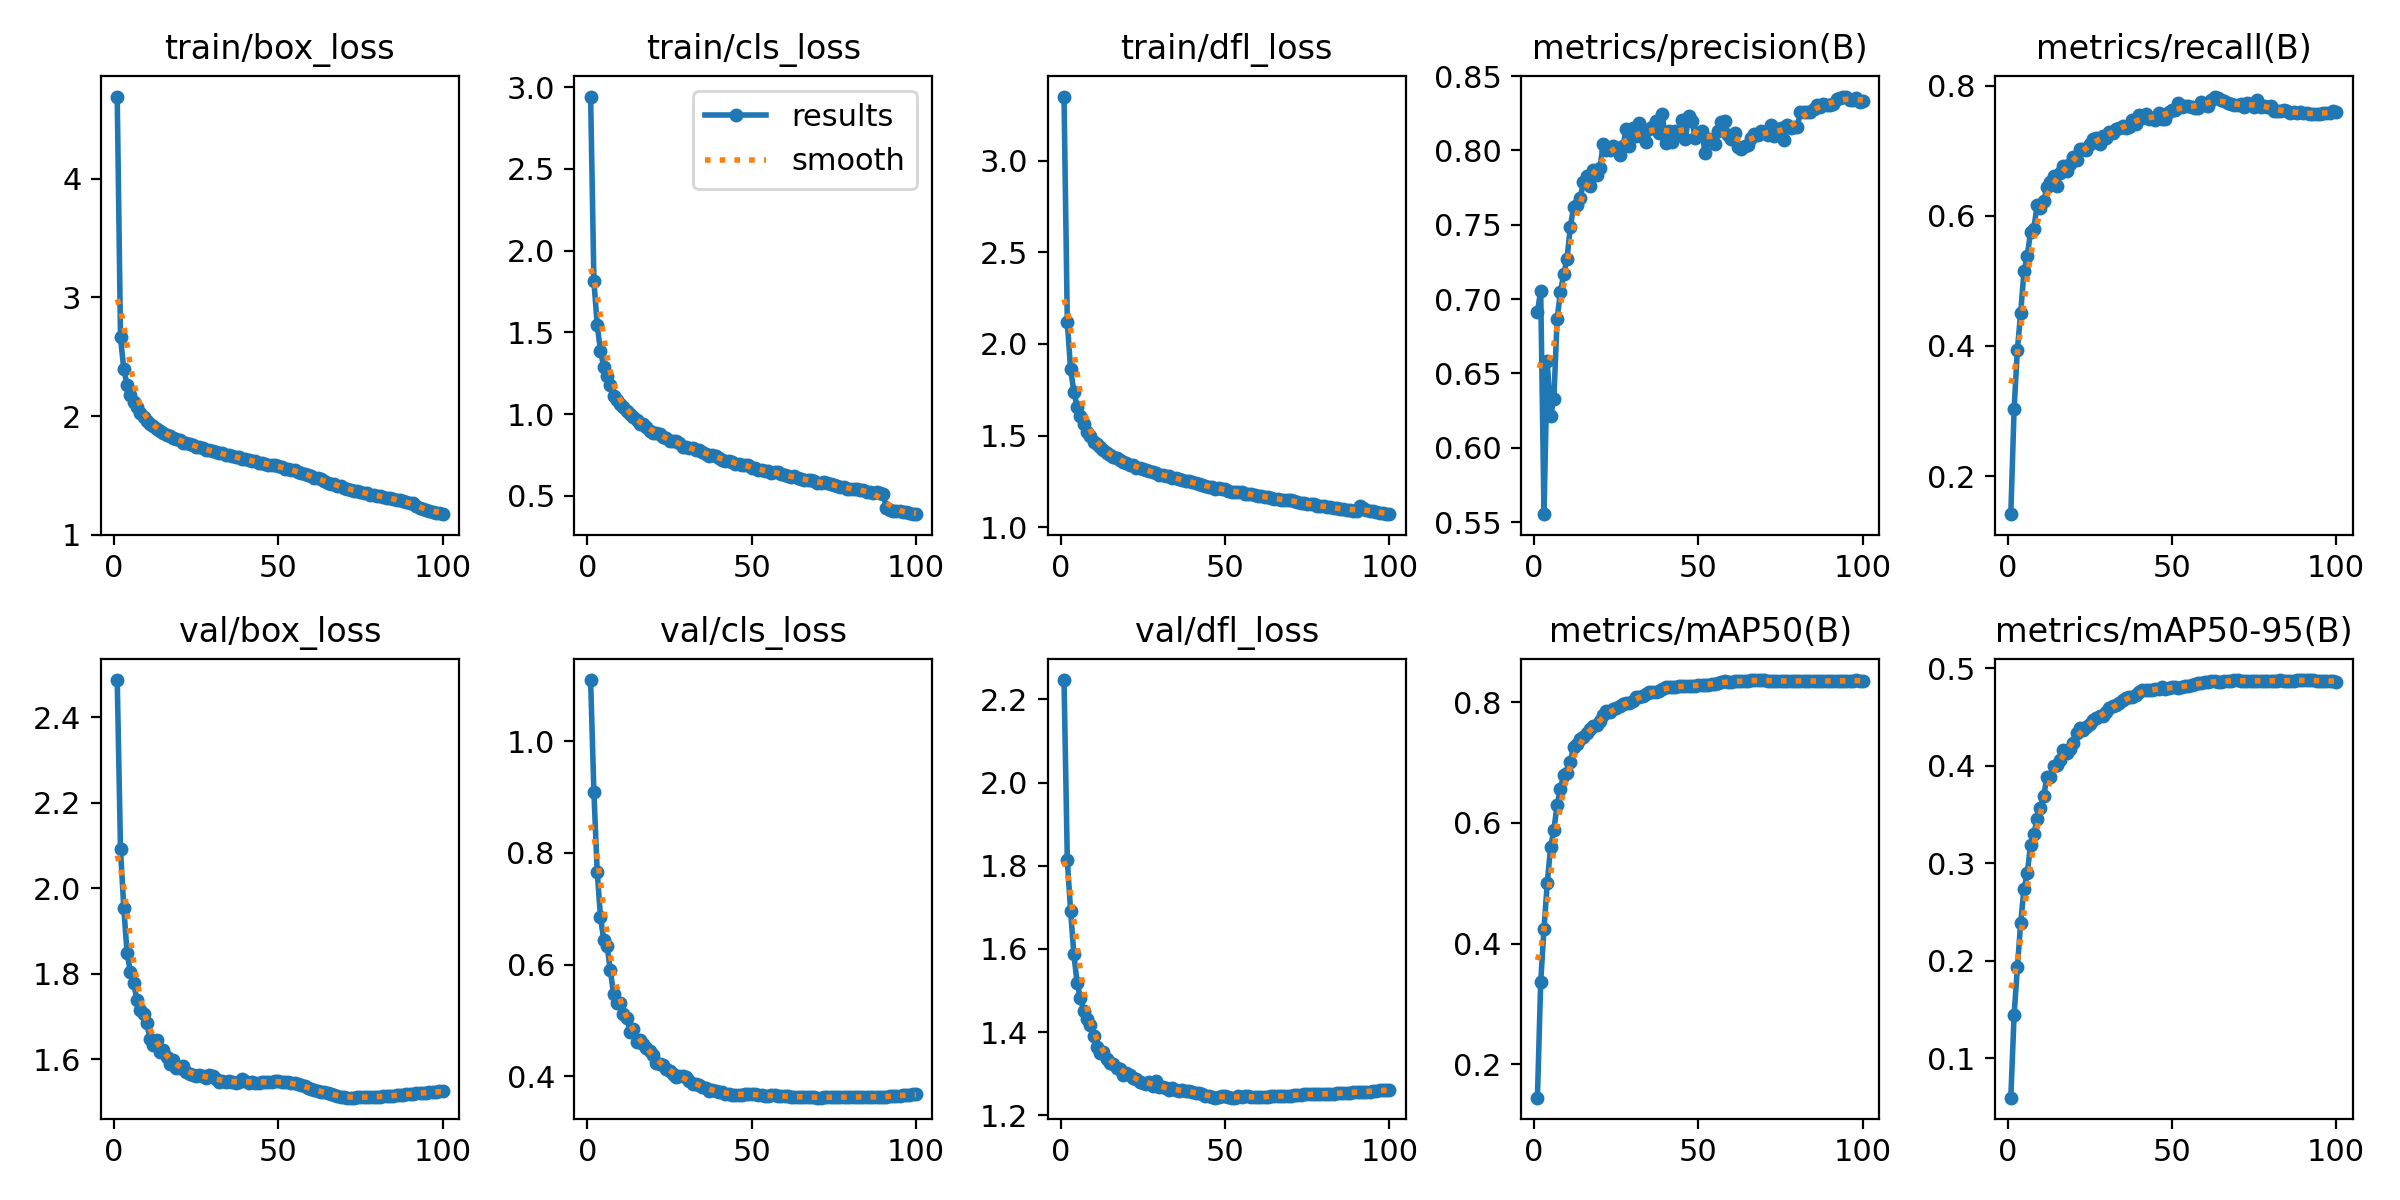 train/box_loss
4
3
2
1
0 50 100
train/cls_loss
results
smooth
3.0
2.5
2.0
1.5
1.0
0.5
0 50 100
train/dfl_loss
3.0
2.5
2.0
1.5
1.0
0 50 100
metrics/precision(B)
0.85
0.80
0.75
0.70
0.65
0.60
0.55
0 50 100
metrics/recall(B)
0.8
0.6
0.4
0.2
0 50 100
val/box_loss
2.4
2.2
2.0
1.8
1.6
0 50 100
val/cls_loss
1.0
0.8
0.6
0.4
0 50 100
val/dfl_loss
2.2
2.0
1.8
1.6
1.4
1.2
0 50 100
metrics/mAP50(B)
0.8
0.6
0.4
0.2
0 50 100
metrics/mAP50-95(B)
0.5
0.4
0.3
0.2
0.1
0 50 100